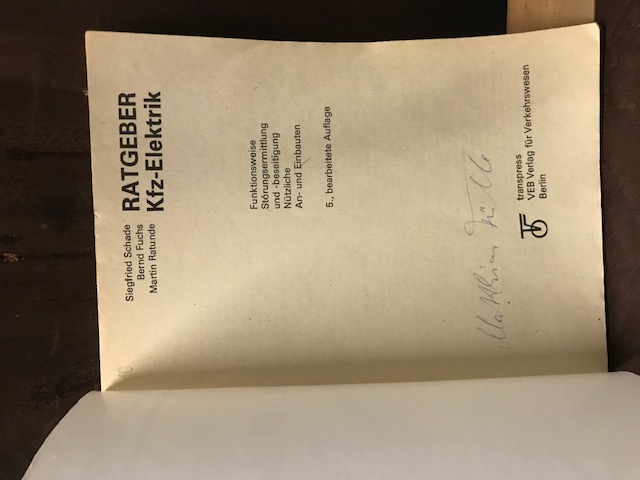 Siegfried Schade
Bernd Fuchs
Martin Ratunde
RATGEBER
Kfz-Elektrik
Funktionsweise
Störungsermittlung
und -beseitigung
Nützliche
An- und Einbauten
5., bearbeitete Auflage
transpress
VEB Verlag für Verkehrswesen
Berlin